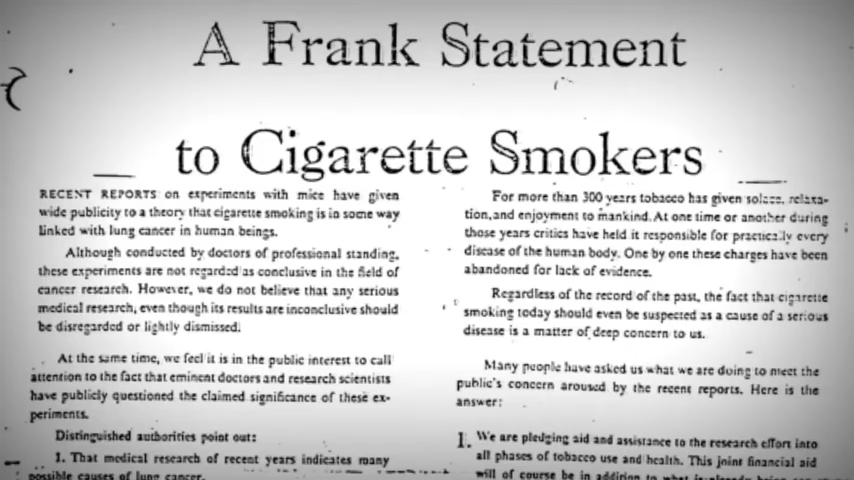 A Frank Statement
to Cigarette Smokers
RECENT REPORTS on experiments with mice have given
wide publicity to a theory that cigarette smoking is in some way
linked with lung cancer in human beings.
Although conducted by doctors of professional standing,
these experiments are not regarded as conclusive in the field of
cancer research. However, we do not believe that any serious
medical research, even though its results are inconclusive should
be disregarded or lightly dismissed.
At the same time, we feel it is in the public interest to call
attention to the fact that eminent doctors and research scientists
have publicly questioned the claimed significance of these ex-
periments.
Distinguished authorities point out:
1. That medical research of recent years indicates many
possible causes of lung cancer.
For more than 300 years tobacco has given solace, relaxa-
tion, and enjoyment to mankind. At one time or another during
those years critics have held it responsible for practically every
disease of the human body. One by one these charges have been
abandoned for lack of evidence.
Regardless of the record of the past, the fact that cigarette
smoking today should even be suspected as a cause of a serious
disease is a matter of deep concern to us.
Many people have asked us what we are doing to meet the
public's concern aroused by the recent reports. Here is the
answer:
1. We are pledging aid and assistance to the research effort into
all phases of tobacco use and health. This joint financial aid
will of course be in addition to what is already being